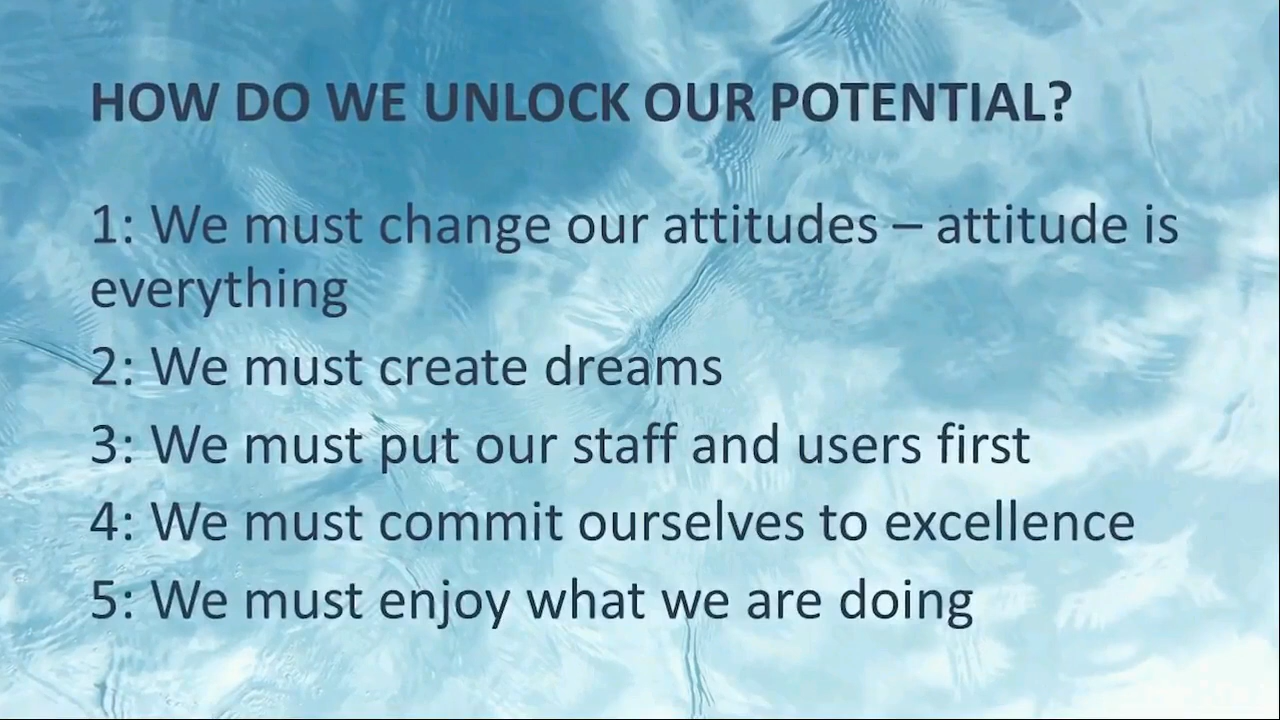 HOW DO WE UNLOCK OUR POTENTIAL?
1: We must change our attitudes – attitude is
everything
2: We must create dreams
3: We must put our staff and users first
4: We must commit ourselves to excellence
5: We must enjoy what we are doing